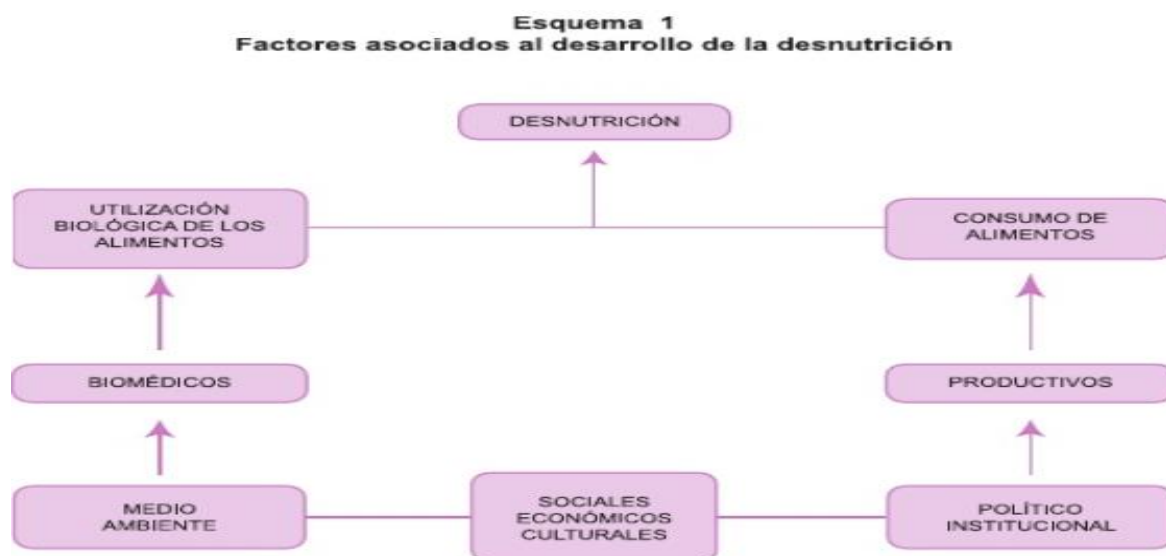 Esquema 1
Factores asociados al desarrollo de la desnutrición
DESNUTRICIÓN
UTILIZACIÓN
BIOLÓGICA DE LOS
ALIMENTOS
CONSUMO DE
ALIMENTOS
BIOMÉDICOS
PRODUCTIVOS
MEDIO
AMBIENTE
SOCIALES
ECONÓMICOS
CULTURALES
POLÍTICO
INSTITUCIONAL